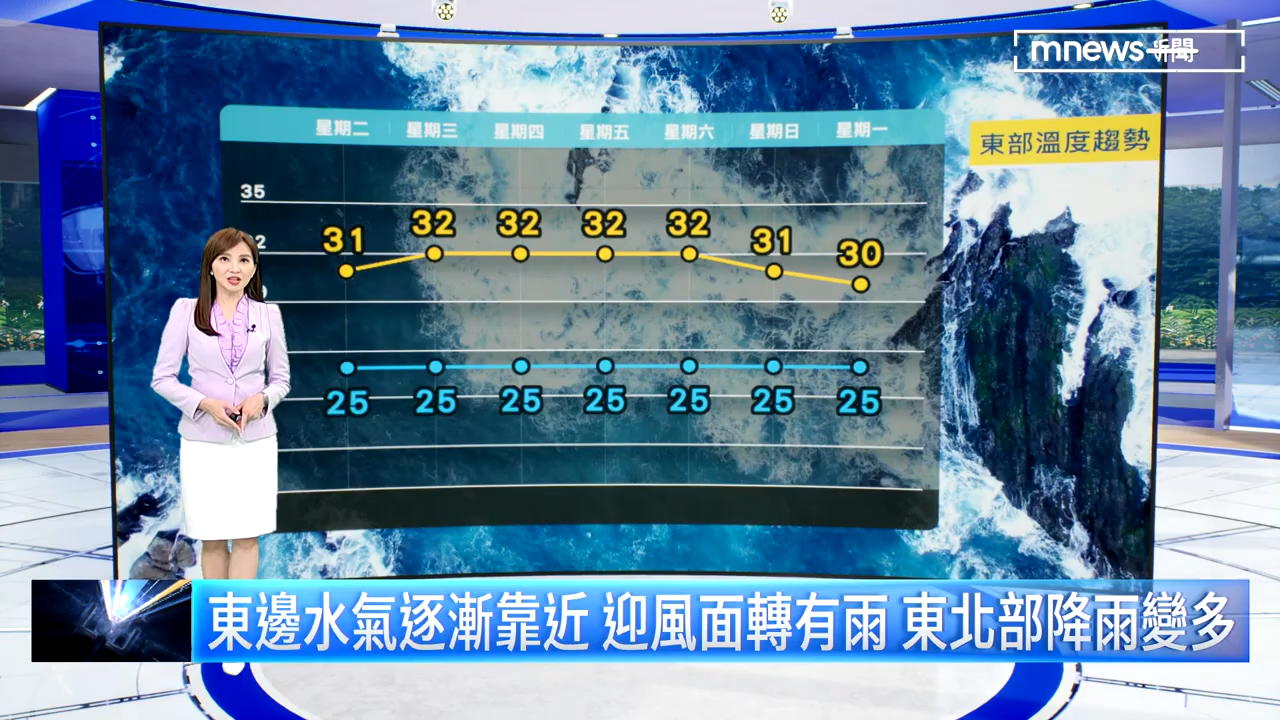 mnews 新聞
東部溫度趨勢
星期二 星期三 星期四 星期五 星期六 星期日 星期一
35
31 32 32 32 32 31 30
25 25 25 25 25 25 25
東邊水氣逐漸靠近 迎風面轉有雨 東北部降雨變多